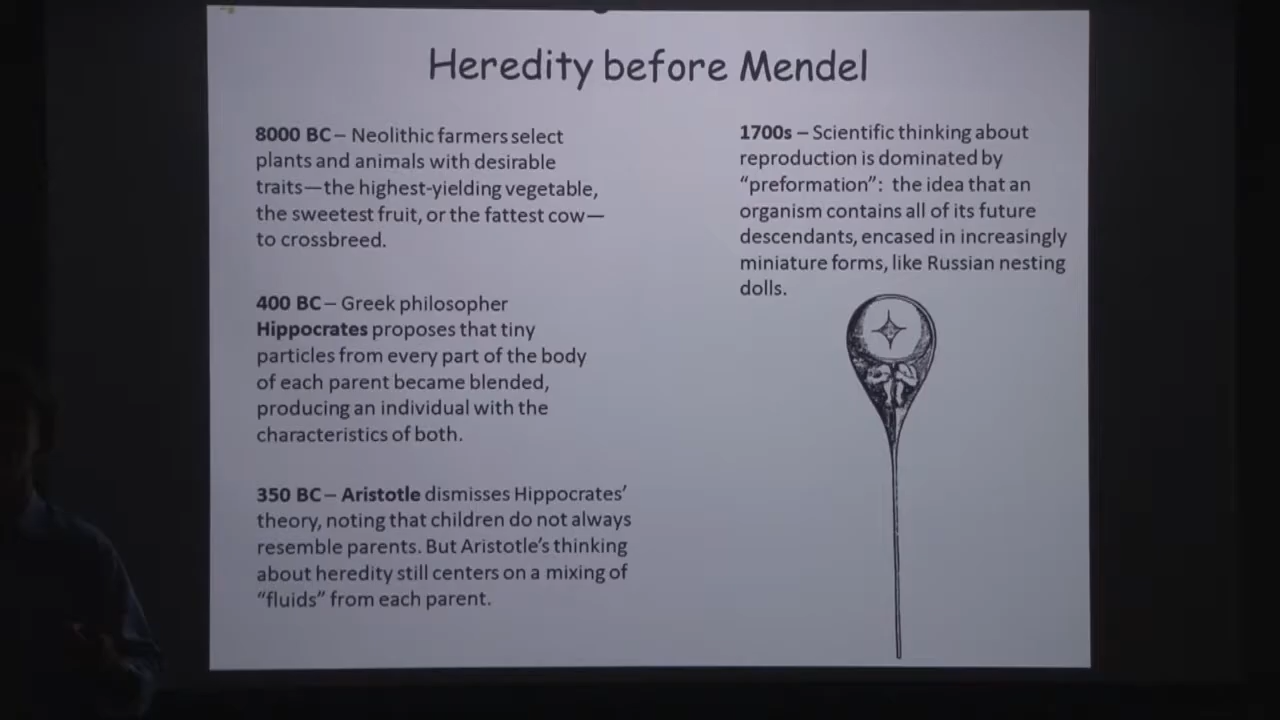 Heredity before Mendel
8000 BC – Neolithic farmers select
plants and animals with desirable
traits—the highest-yielding vegetable,
the sweetest fruit, or the fattest cow—
to crossbreed.
400 BC – Greek philosopher
Hippocrates proposes that tiny
particles from every part of the body
of each parent became blended,
producing an individual with the
characteristics of both.
350 BC – Aristotle dismisses Hippocrates’
theory, noting that children do not always
resemble parents. But Aristotle’s thinking
about heredity still centers on a mixing of
“fluids” from each parent.
1700s – Scientific thinking about
reproduction is dominated by
“preformation”:  the idea that an
organism contains all of its future
descendants, encased in increasingly
miniature forms, like Russian nesting
dolls.